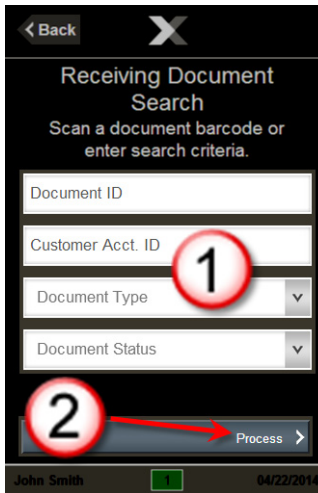 Back
Receiving Document
Search
Scan a document barcode or
enter search criteria.
Document ID
Customer Acct. ID
1
Document Type
Document Status
2
Process
John Smith 1 04/22/2014